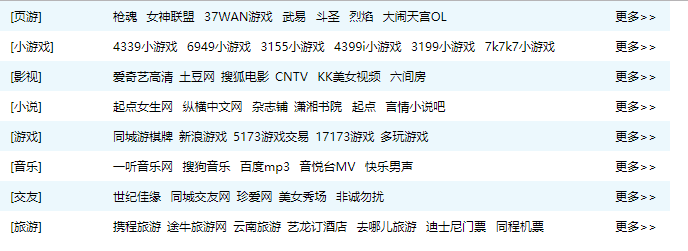 [页游] 枪魂 女神联盟 37WAN游戏 武易 斗圣 烈焰 大闹天宫OL 更多>>
[小游戏] 4339小游戏 6949小游戏 3155小游戏 4399i小游戏 3199小游戏 7k7k7小游戏 更多>>
[影视] 爱奇艺高清 土豆网 搜狐电影 CNTV KK美女视频 六间房 更多>>
[小说] 起点女生网 纵横中文网 杂志铺 潇湘书院 起点 言情小说吧 更多>>
[游戏] 同城游棋牌 新浪游戏 5173游戏交易 17173游戏 多玩游戏 更多>>
[音乐] 一听音乐网 搜狗音乐 百度mp3 音悦台MV 快乐男声 更多>>
[交友] 世纪佳缘 同城交友网 珍爱网 美女秀场 非诚勿扰 更多>>
[旅游] 携程旅游 途牛旅游网 云南旅游 艺龙订酒店 去哪儿旅游 迪士尼门票 同程机票 更多>>